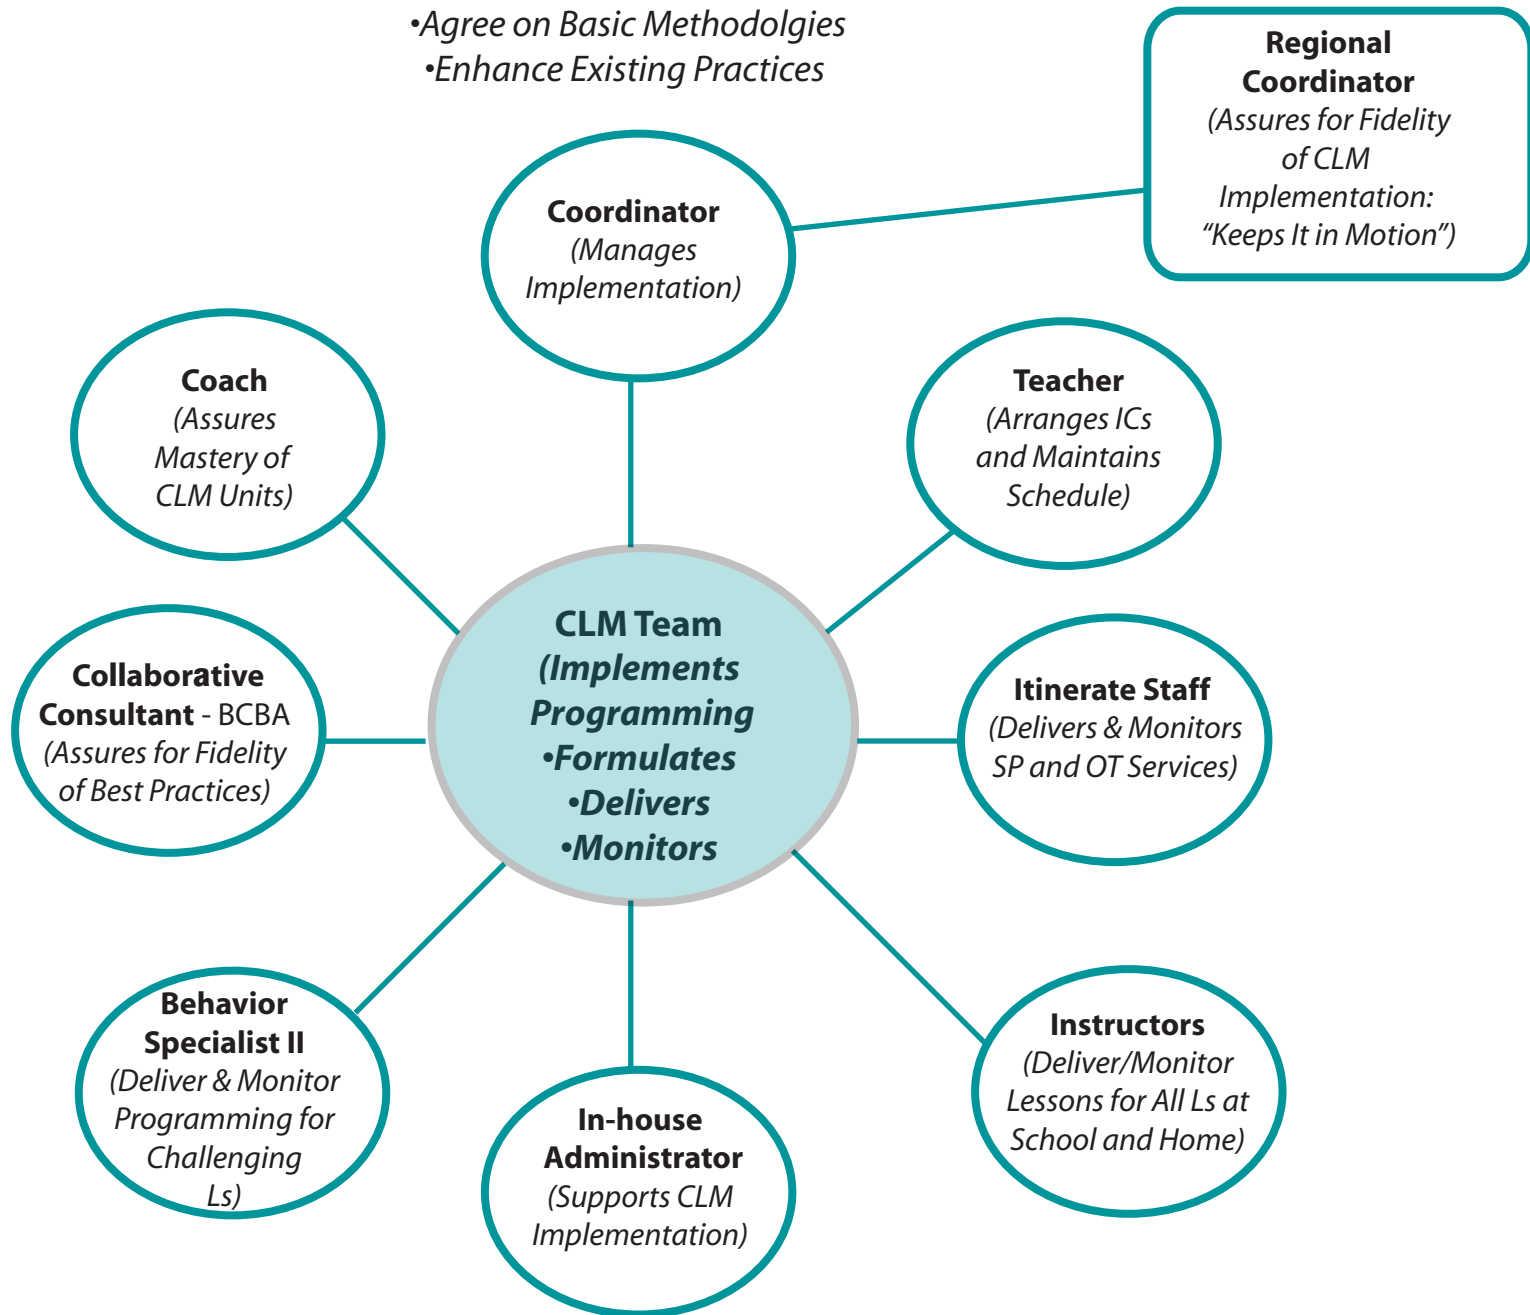 •Agree on Basic Methodolgies
•Enhance Existing Practices
Regional
Coordinator
(Assures for Fidelity
of CLM
Implementation:
“Keeps It in Motion”)
Coordinator
(Manages
Implementation)
Coach
(Assures
Mastery of
CLM Units)
Teacher
(Arranges ICs
and Maintains
Schedule)
CLM Team
(Implements
Programming
•Formulates
•Delivers
•Monitors
Collaborative
Consultant - BCBA
(Assures for Fidelity
of Best Practices)
Itinerate Staff
(Delivers & Monitors
SP and OT Services)
Behavior
Specialist II
(Deliver & Monitor
Programming for
Challenging
Ls)
In-house
Administrator
(Supports CLM
Implementation)
Instructors
(Deliver/Monitor
Lessons for All Ls at
School and Home)